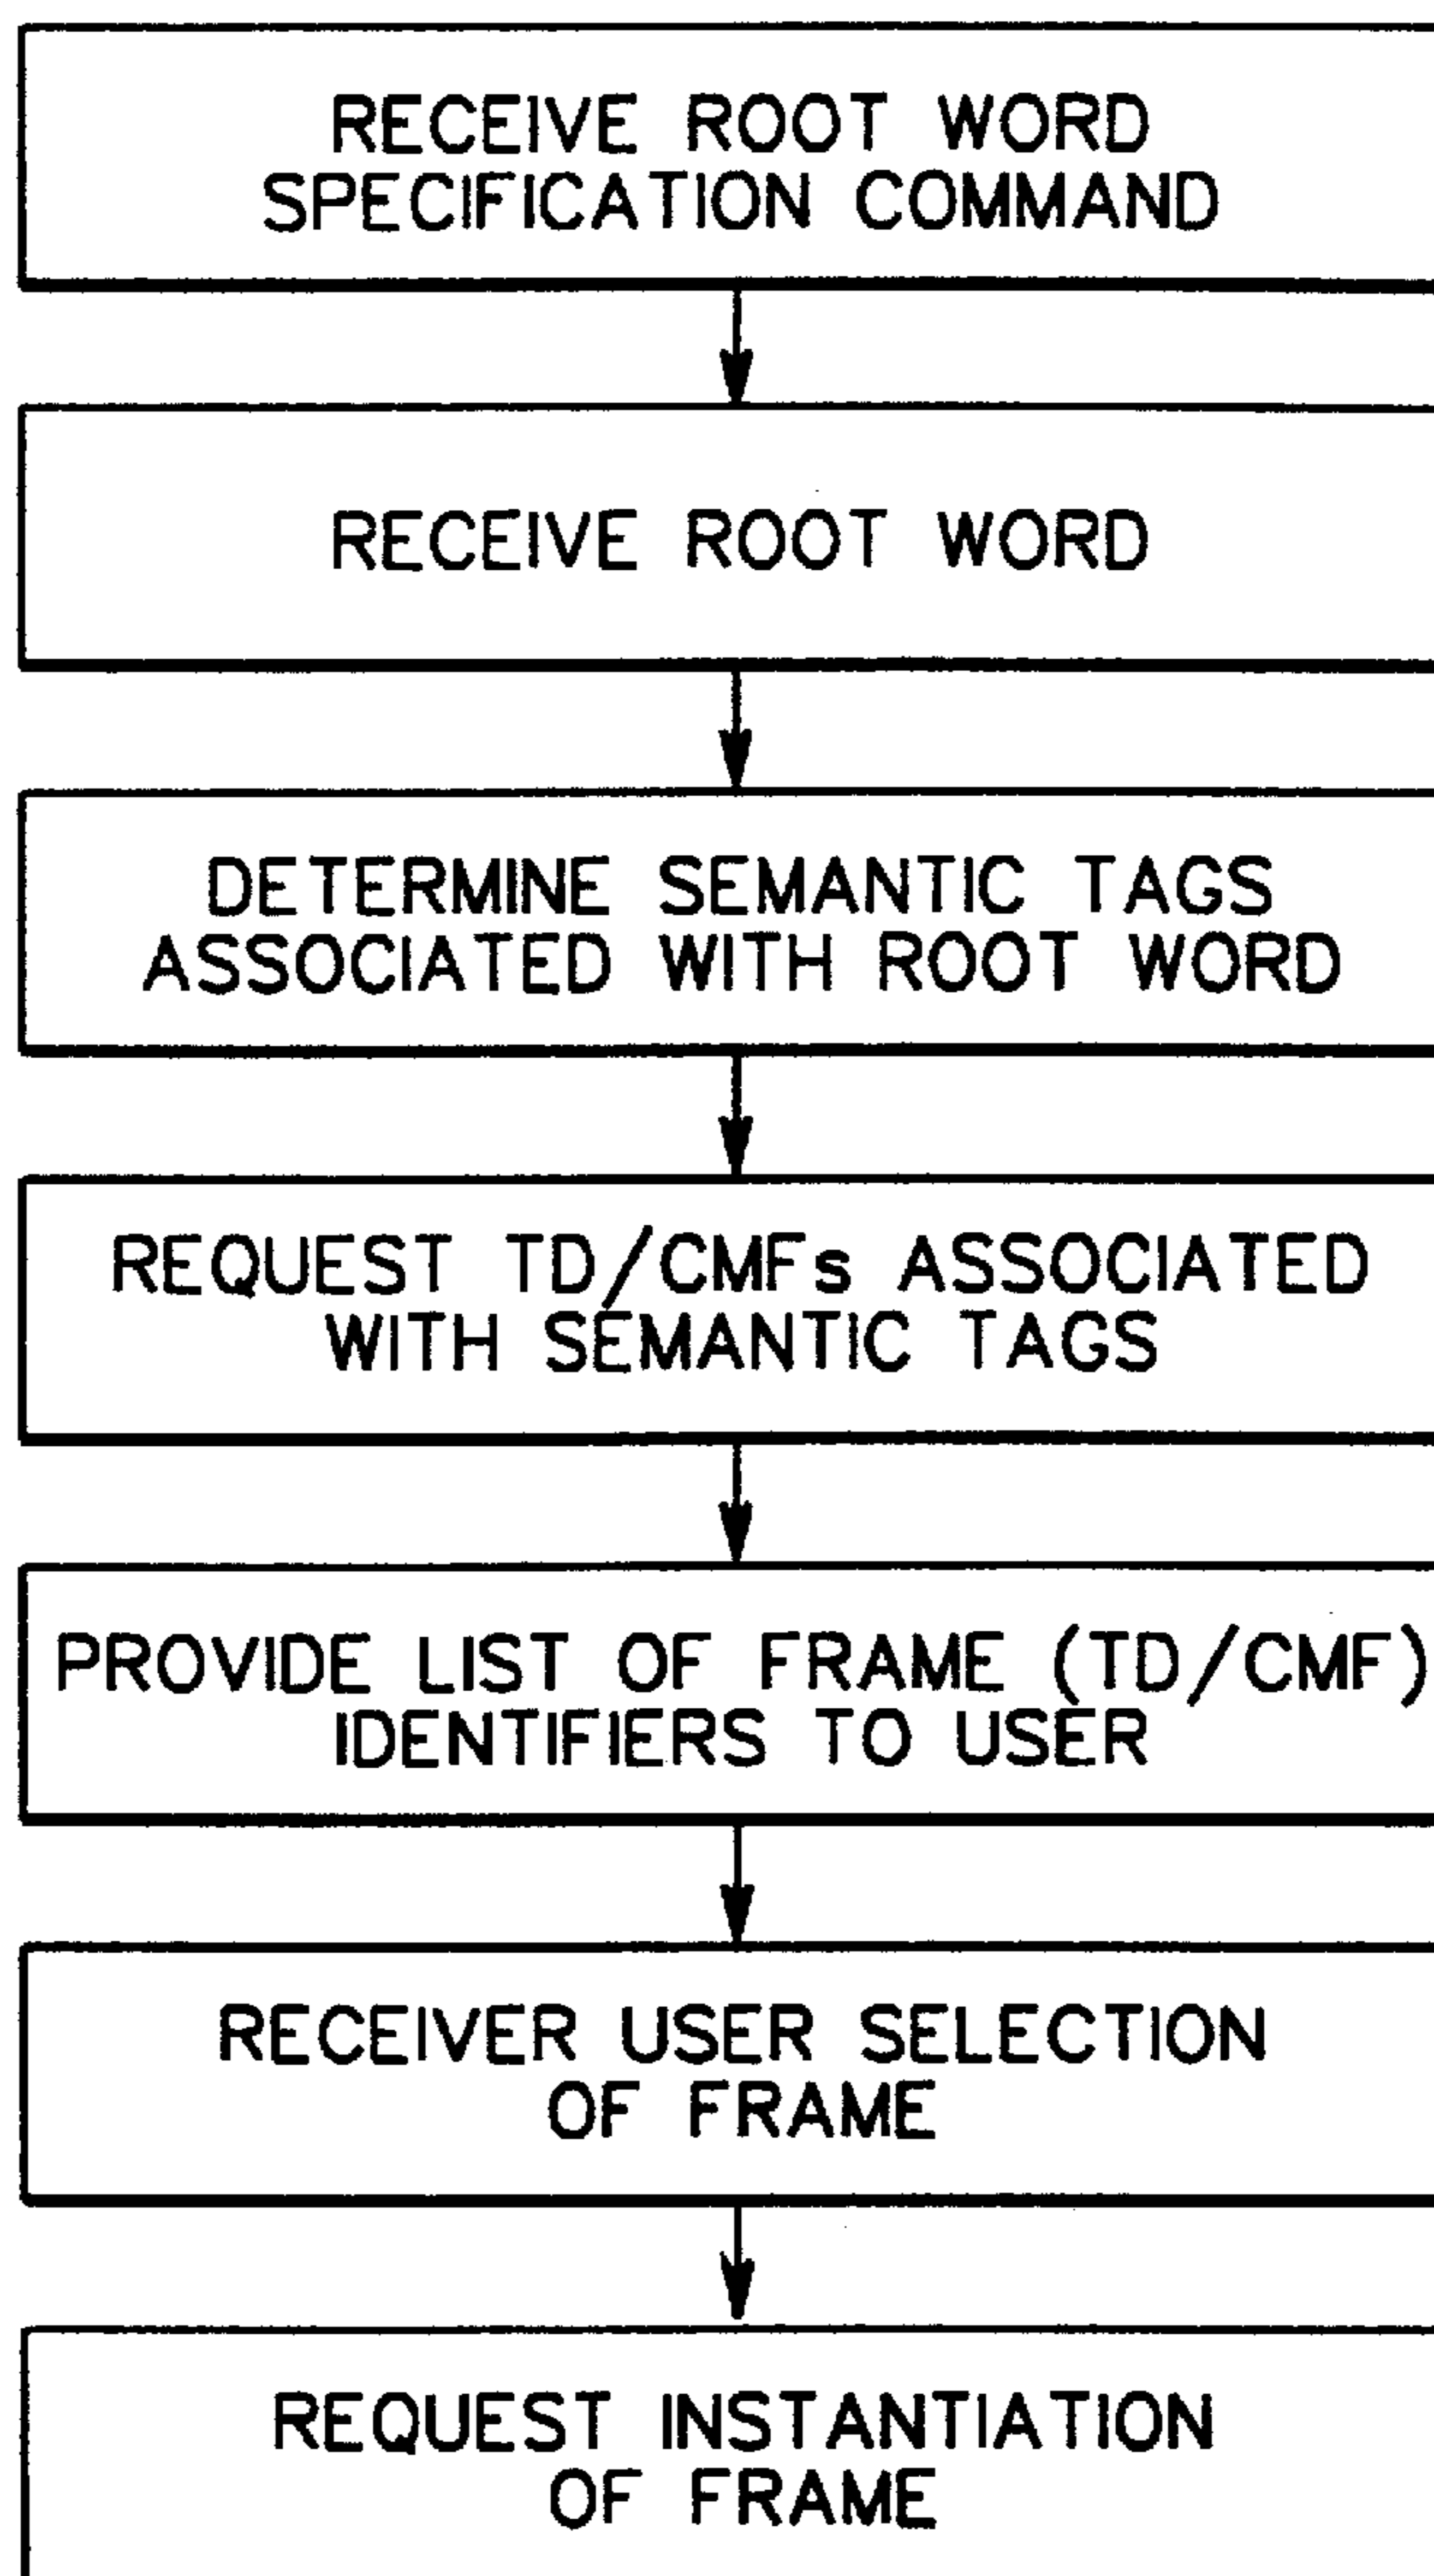 RECEIVE ROOT WORD
SPECIFICATION COMMAND
RECEIVE ROOT WORD
DETERMINE SEMANTIC TAGS
ASSOCIATED WITH ROOT WORD
REQUEST TD/CMFs ASSOCIATED
WITH SEMANTIC TAGS
PROVIDE LIST OF FRAME (TD/CMF)
IDENTIFIERS TO USER
RECEIVER USER SELECTION
OF FRAME
REQUEST INSTANTIATION
OF FRAME